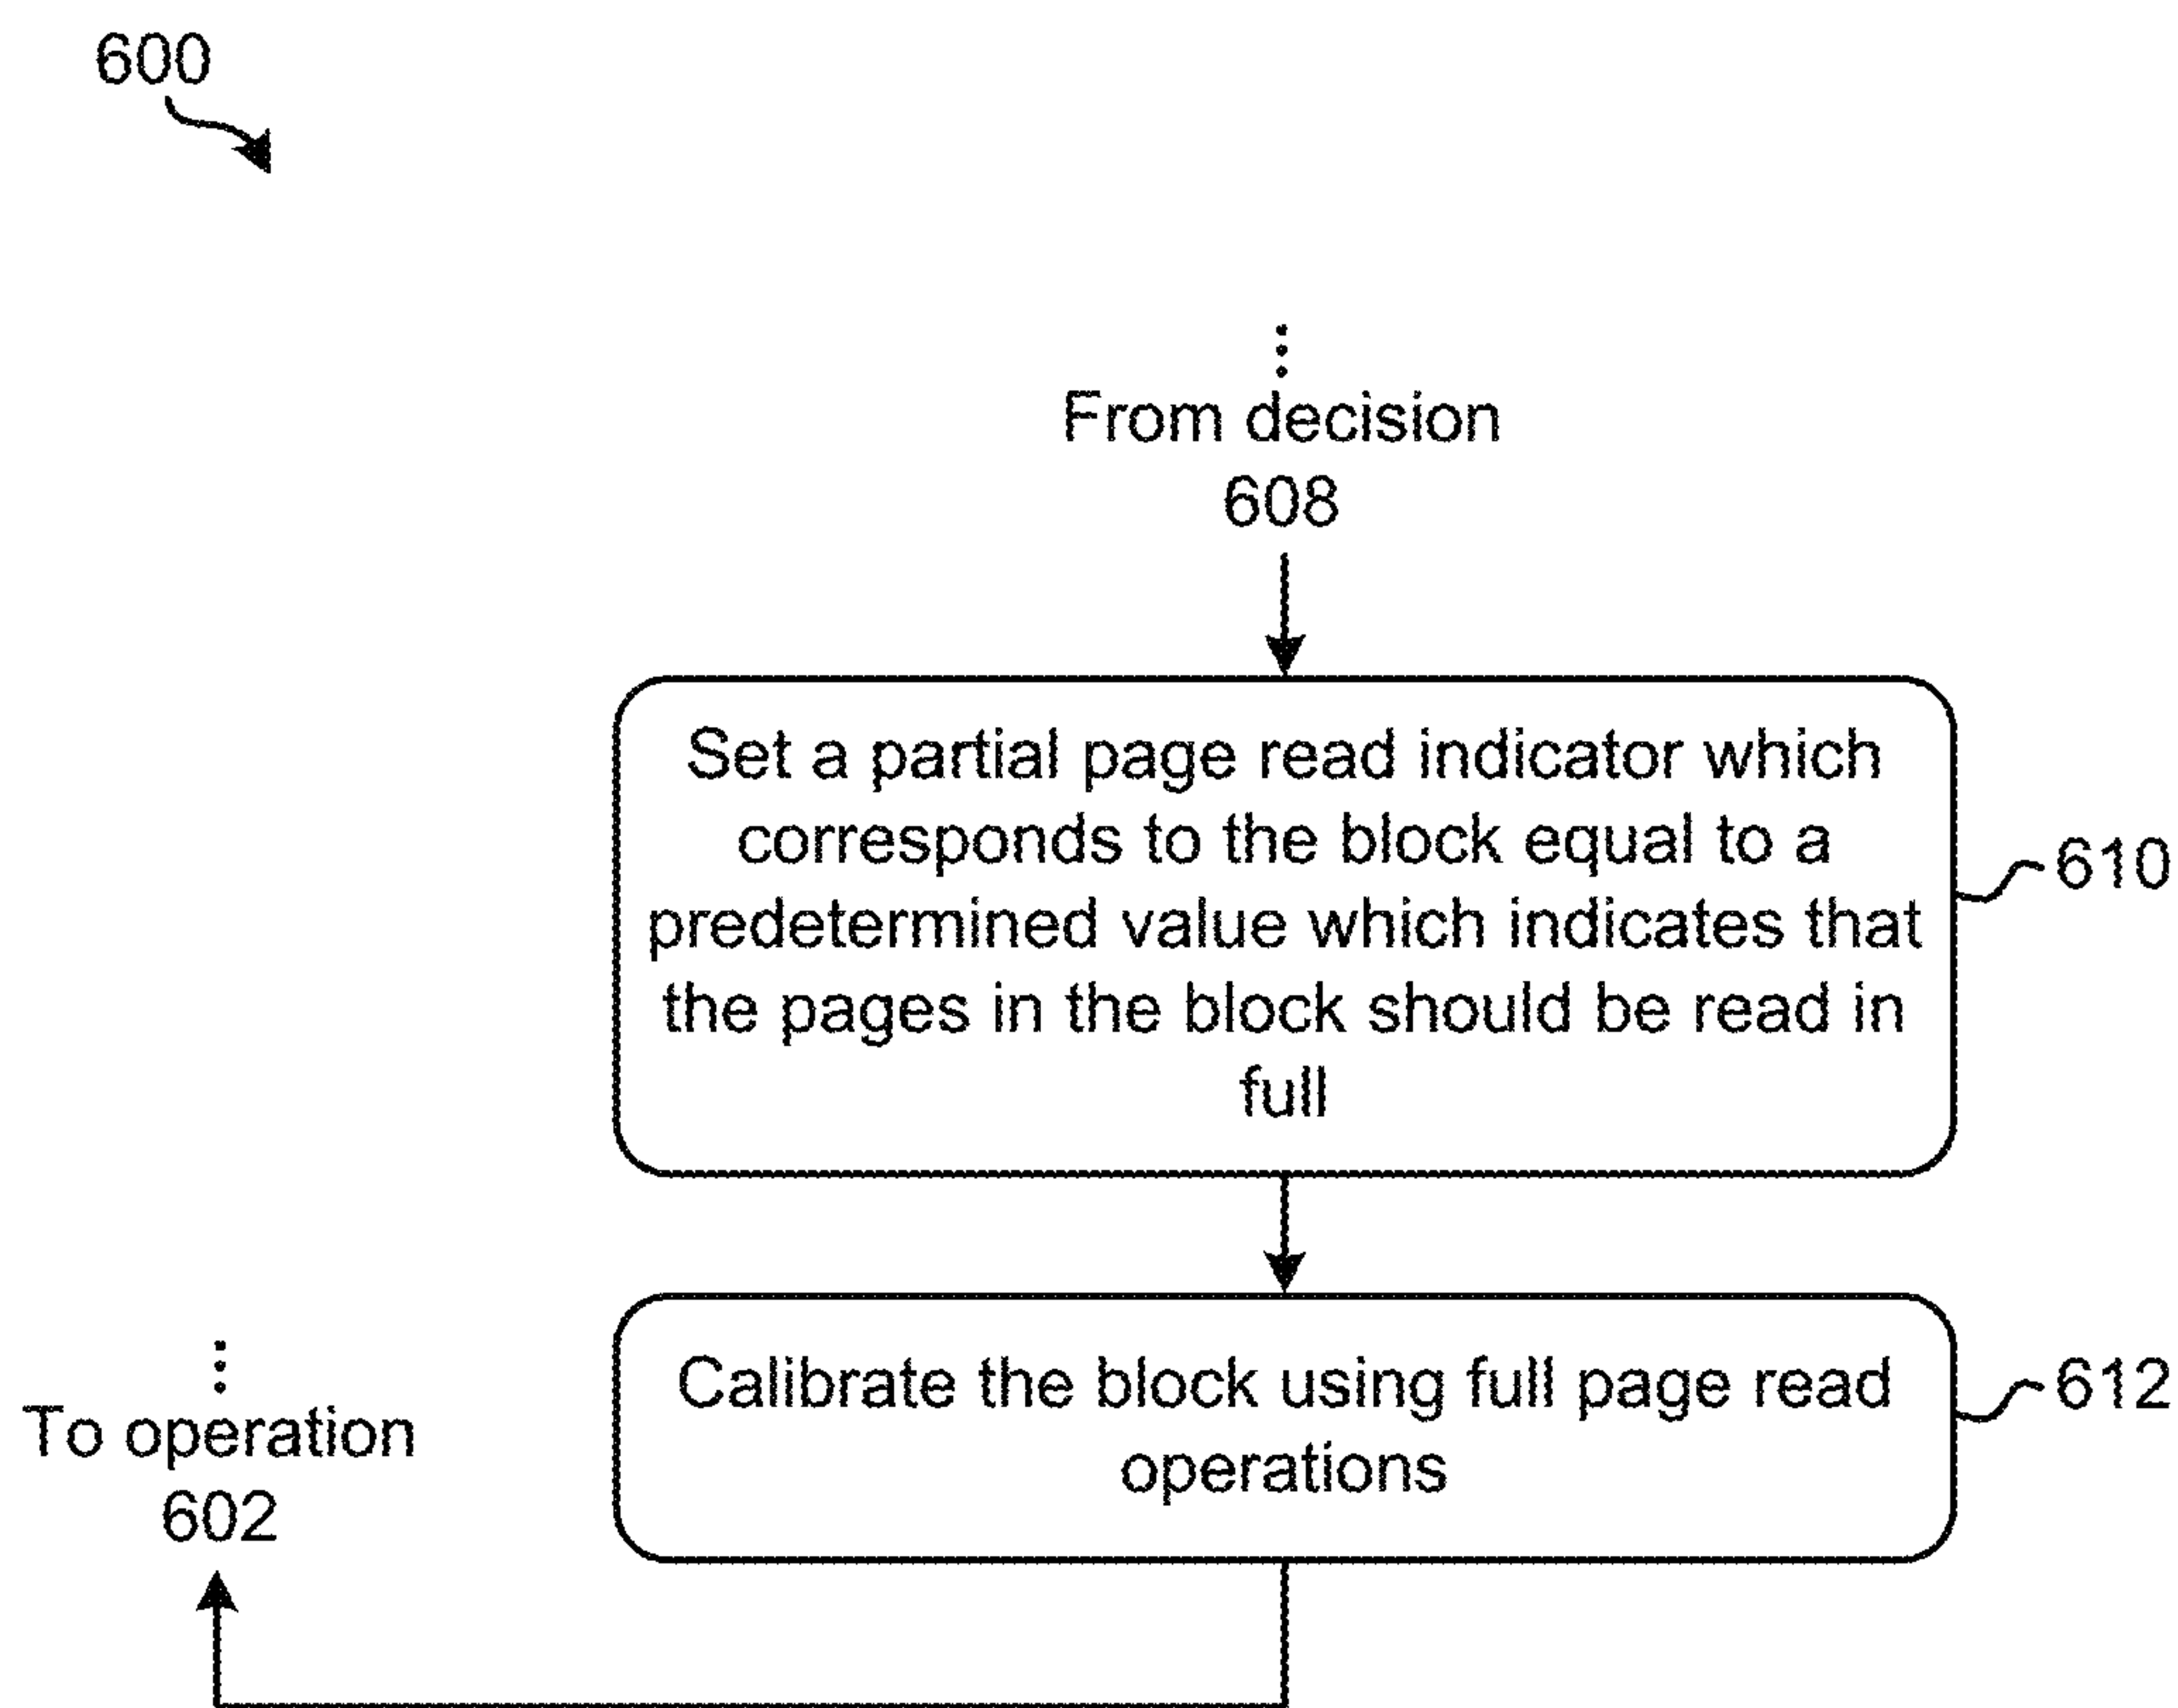 600
From decision
608
Set a partial page read indicator which
corresponds to the block equal to a
predetermined value which indicates that
the pages in the block should be read in
full
610
Calibrate the block using full page read
operations
612
To operation
602